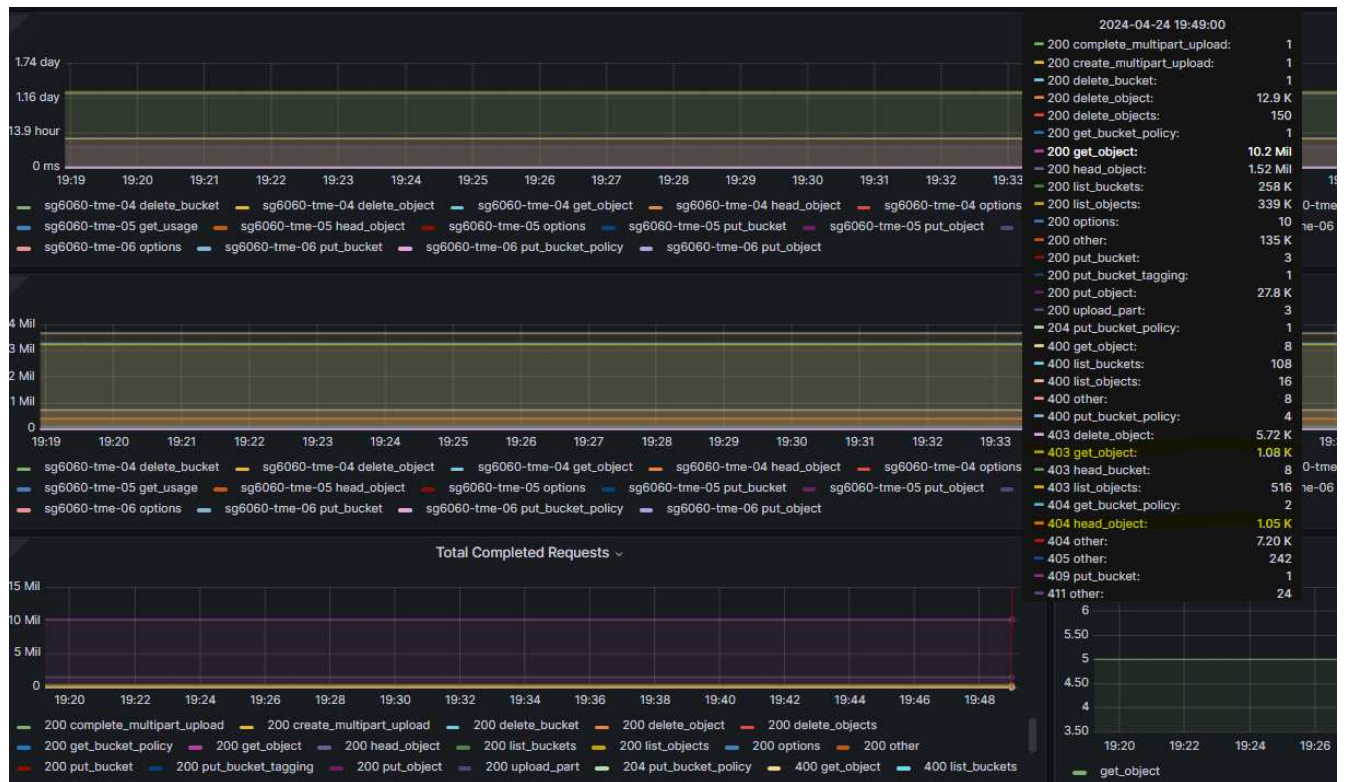 1.74 day
1.16 day
13.9 hour
0 ms
19:19 19:20 19:21 19:22 19:23 19:24 19:25 19:26 19:27 19:28 19:29 19:30 19:31 19:32 19:33
sg6060-tme-04 delete_bucket sg6060-tme-04 delete_object sg6060-tme-04 get_object sg6060-tme-04 head_object sg6060-tme-04 options
sg6060-tme-05 get_usage sg6060-tme-05 head_object sg6060-tme-05 options sg6060-tme-05 put_bucket sg6060-tme-05 put_object
sg6060-tme-06 options sg6060-tme-06 put_bucket sg6060-tme-06 put_bucket_policy sg6060-tme-06 put_object
4 Mil
3 Mil
2 Mil
1 Mil
0
19:19 19:20 19:21 19:22 19:23 19:24 19:25 19:26 19:27 19:28 19:29 19:30 19:31 19:32 19:33
sg6060-tme-04 delete_bucket sg6060-tme-04 delete_object sg6060-tme-04 get_object sg6060-tme-04 head_object sg6060-tme-04 options
sg6060-tme-05 get_usage sg6060-tme-05 head_object sg6060-tme-05 options sg6060-tme-05 put_bucket sg6060-tme-05 put_object
sg6060-tme-06 options sg6060-tme-06 put_bucket sg6060-tme-06 put_bucket_policy sg6060-tme-06 put_object
Total Completed Requests
15 Mil
10 Mil
5 Mil
0
19:20 19:22 19:24 19:26 19:28 19:30 19:32 19:34 19:36 19:38 19:40 19:42 19:44 19:46 19:48
200 complete_multipart_upload 200 create_multipart_upload 200 delete_bucket 200 delete_object 200 delete_objects
200 get_bucket_policy 200 get_object 200 head_object 200 list_buckets 200 list_objects 200 options 200 other
200 put_bucket 200 put_bucket_tagging 200 put_object 200 upload_part 204 put_bucket_policy 400 get_object 400 list_buckets
2024-04-24 19:49:00
200 complete_multipart_upload: 1
200 create_multipart_upload: 1
200 delete_bucket: 1
200 delete_object: 12.9 K
200 delete_objects: 150
200 get_bucket_policy: 1
200 get_object: 10.2 Mil
200 head_object: 1.52 Mil
200 list_buckets: 258 K
200 list_objects: 339 K
200 options: 10
200 other: 135 K
200 put_bucket: 3
200 put_bucket_tagging: 1
200 put_object: 27.8 K
200 upload_part: 3
204 put_bucket_policy: 1
400 get_object: 8
400 list_buckets: 108
400 list_objects: 16
400 other: 8
400 put_bucket_policy: 4
403 delete_object: 5.72 K
403 get_object: 1.08 K
403 head_bucket: 8
403 list_objects: 516
404 get_bucket_policy: 2
404 head_object: 1.05 K
404 other: 7.20 K
405 other: 242
409 put_bucket: 1
411 other: 24
6
5.50
5
4.50
4
3.50
19:20 19:22 19:24 19:26
get_object